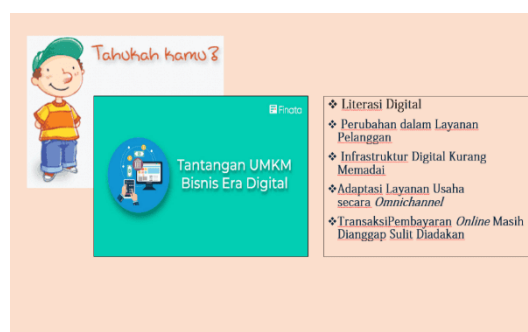 Tahukah kamu?
Finata
Tantangan UMKM
Bisnis Era Digital
❖ Literasi Digital
❖ Perubahan dalam Layanan
Pelanggan
❖ Infrastruktur Digital Kurang
Memadai
❖Adaptasi Layanan Usaha
secara Omnichannel
❖TransaksiPembayaran Online Masih
Dianggap Sulit Diadakan